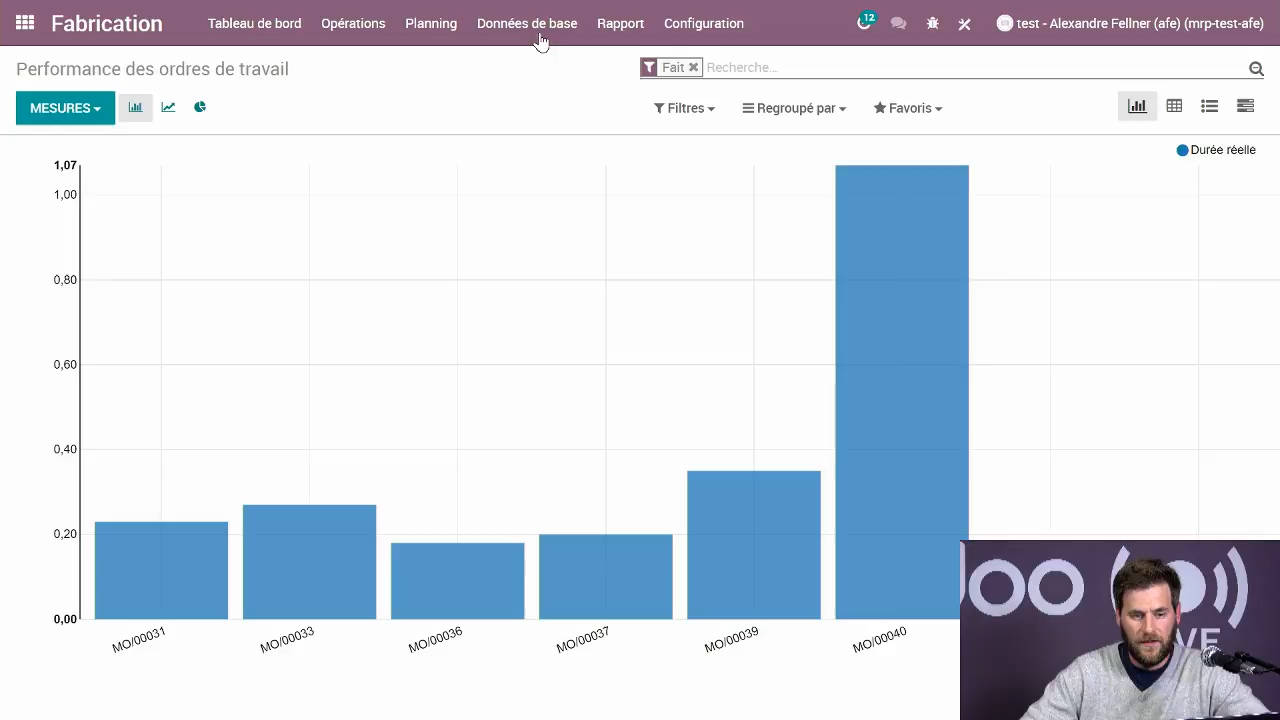 Fabrication Tableau de bord Opérations Planning Données de base Rapport Configuration 12 test - Alexandre Fellner (afe) (mrp-test-afe)
Performance des ordres de travail
Fait Recherche...
MESURES
Filtres Regroupé par Favoris
Durée réelle
1,07
1,00
0,80
0,60
0,40
0,20
0,00
MO/00031 MO/00033 MO/00036 MO/00037 MO/00039 MO/00040